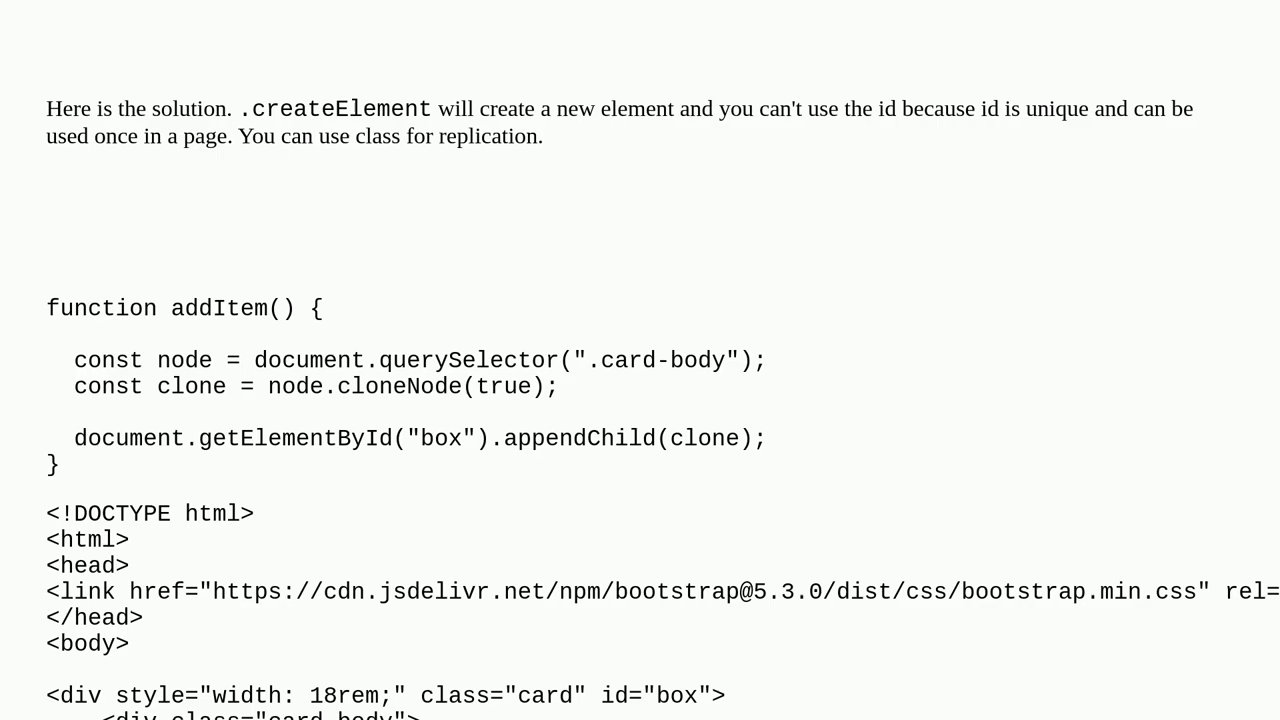 Here is the solution. .createElement will create a new element and you can't use the id because id is unique and can be
used once in a page. You can use class for replication.
function addItem() {
const node = document.querySelector(".card-body");
const clone = node.cloneNode(true);
document.getElementById("box").appendChild(clone);
}
<!DOCTYPE html>
<html>
<head>
<link href="https://cdn.jsdelivr.net/npm/bootstrap@5.3.0/dist/css/bootstrap.min.css" rel=
</head>
<body>
<div style="width: 18rem;" class="card" id="box">
<div class="card-body">